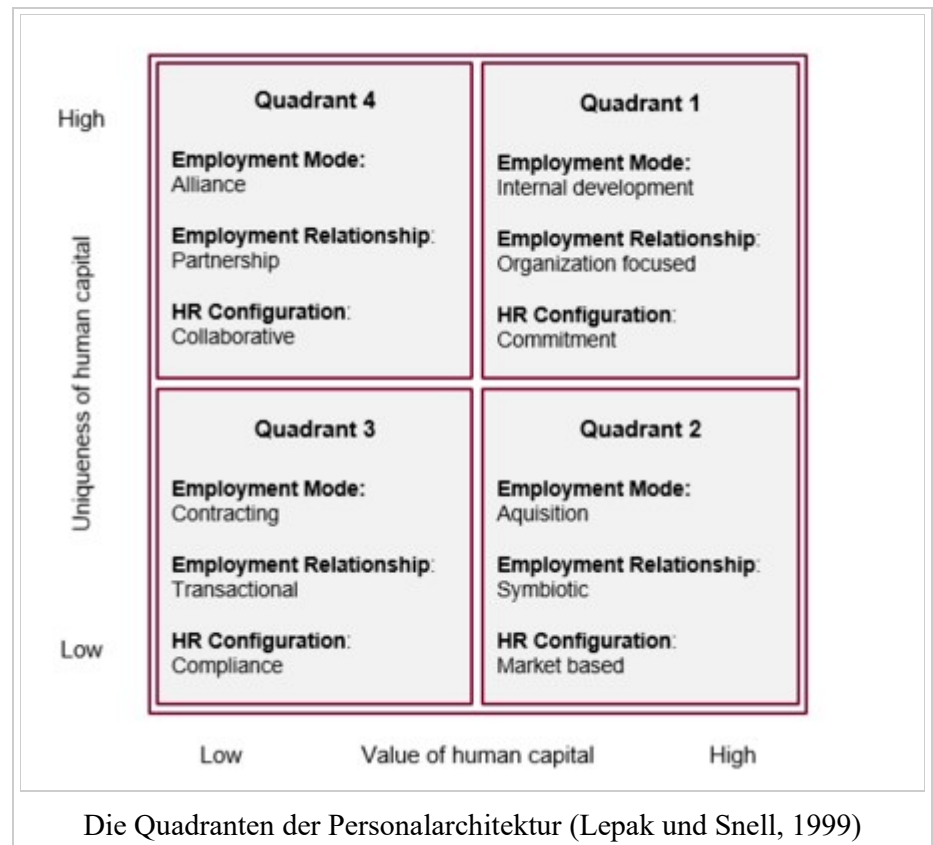 High
Uniqueness of human capital
Low
Quadrant 4
Employment Mode:
Alliance
Employment Relationship:
Partnership
HR Configuration:
Collaborative
Quadrant 1
Employment Mode:
Internal development
Employment Relationship:
Organization focused
HR Configuration:
Commitment
Quadrant 3
Employment Mode:
Contracting
Employment Relationship:
Transactional
HR Configuration:
Compliance
Quadrant 2
Employment Mode:
Aquisition
Employment Relationship:
Symbiotic
HR Configuration:
Market based
Low
Value of human capital
High
Die Quadranten der Personalarchitektur (Lepak und Snell, 1999)